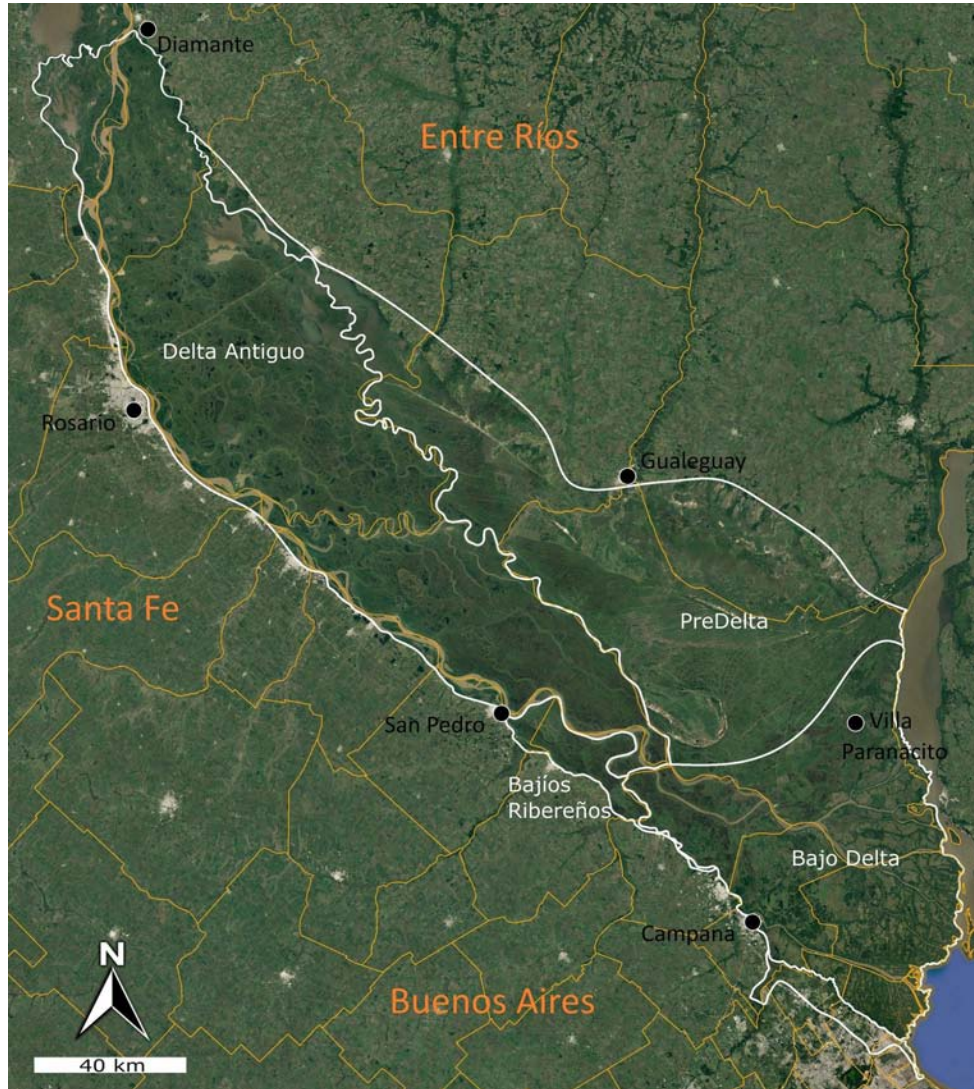 Diamante
Entre Ríos
Delta Antiguo
Rosario
Gualeguay
Santa Fe
PreDelta
San Pedro
Villa
Paranacito
Bajíos
Ribereños
Bajo Delta
Campana
N
Buenos Aires
40 km